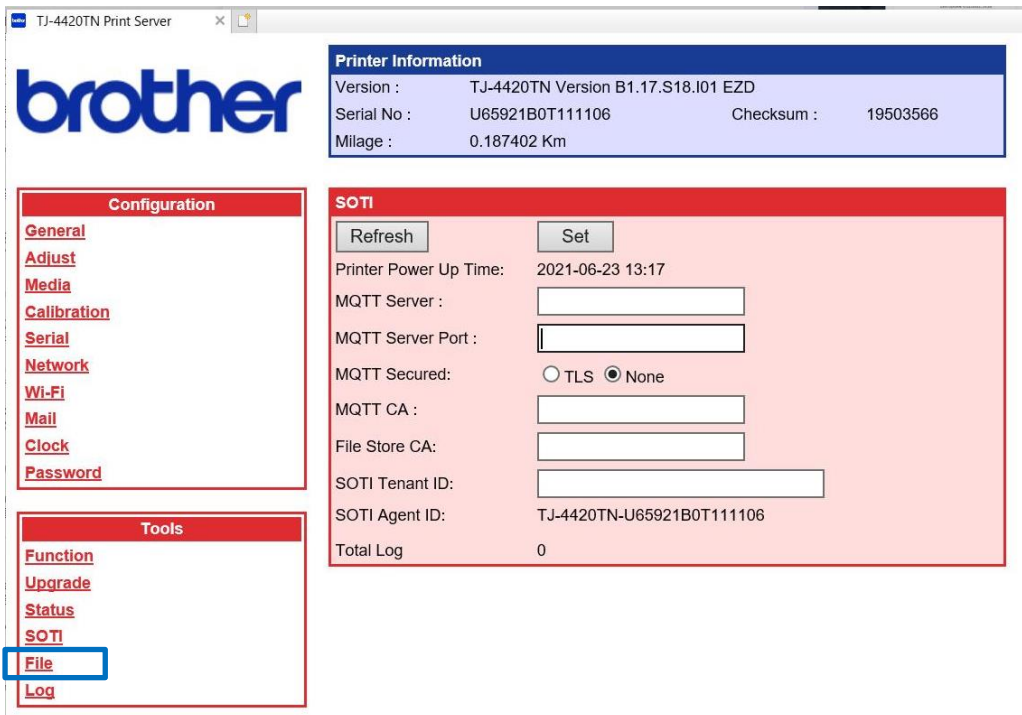 brother TJ-4420TN Print Server
brother
Printer Information
Version : TJ-4420TN Version B1.17.S18.I01 EZD
Serial No : U65921B0T111106 Checksum : 19503566
Milage : 0.187402 Km
Configuration
General
Adjust
Media
Calibration
Serial
Network
Wi-Fi
Mail
Clock
Password
Tools
Function
Upgrade
Status
SOTI
File
Log
SOTI
Refresh Set
Printer Power Up Time: 2021-06-23 13:17
MQTT Server :
MQTT Server Port :
MQTT Secured: TLS None
MQTT CA :
File Store CA:
SOTI Tenant ID:
SOTI Agent ID: TJ-4420TN-U65921B0T111106
Total Log 0